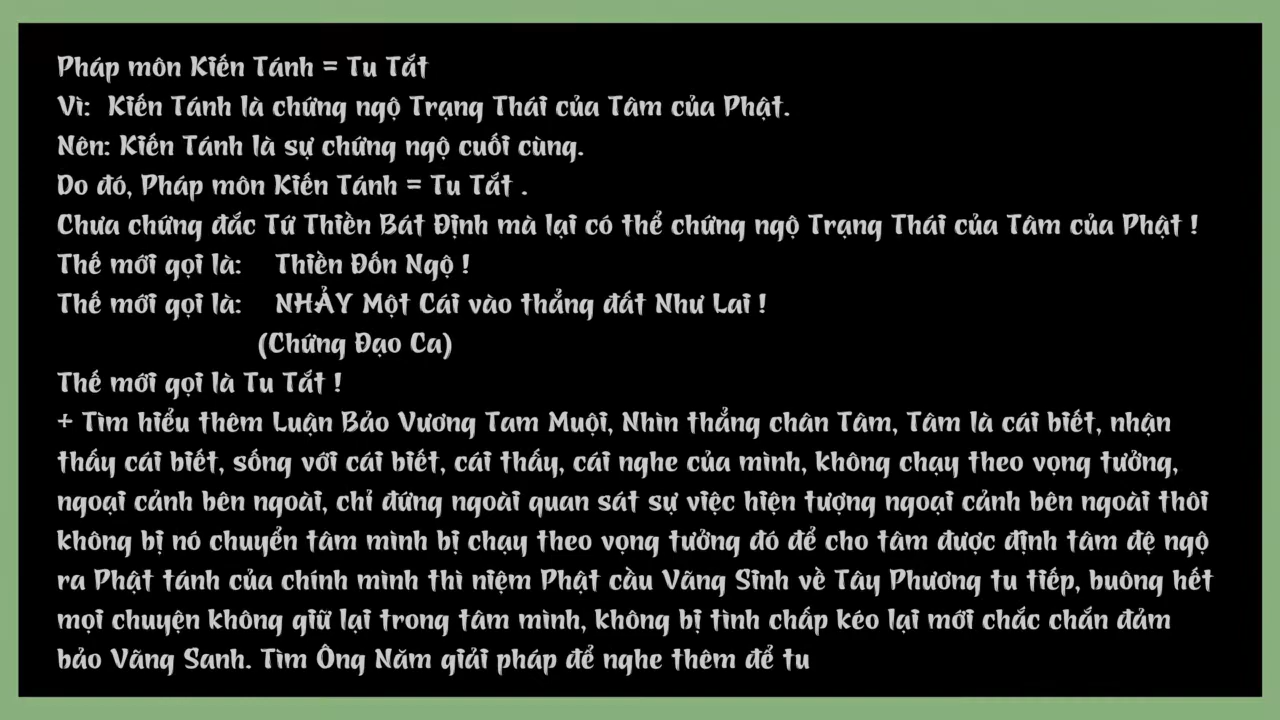 Pháp môn Kiến Tánh = Tu Tắt
Vì: Kiến Tánh là chứng ngộ Trạng Thái của Tâm của Phật.
Nên: Kiến Tánh là sự chứng ngộ cuối cùng.
Do đó, Pháp môn Kiến Tánh = Tu Tắt .
Chưa chứng đắc Tứ Thiền Bát Định mà lại có thể chứng ngộ Trạng Thái của Tâm của Phật !
Thế mới gọi là: Thiền Đốn Ngộ !
Thế mới gọi là: NHẢY Một Cái vào thẳng đất Như Lai !
(Chứng Đạo Ca)
Thế mới gọi là Tu Tắt !
+ Tìm hiểu thêm Luận Bảo Vương Tam Muội, Nhìn thẳng chân Tâm, Tâm là cái biết, nhận
thấy cái biết, sống với cái biết, cái thấy, cái nghe của mình, không chạy theo vọng tưởng,
ngoại cảnh bên ngoài, chỉ đứng ngoài quan sát sự việc hiện tượng ngoại cảnh bên ngoài thôi
không bị nó chuyển tâm mình bị chạy theo vọng tưởng đó để cho tâm được định tâm đệ ngộ
ra Phật tánh của chính mình thì niệm Phật cầu Vãng Sinh về Tây Phương tu tiếp, buông hết
mọi chuyện không giữ lại trong tâm mình, không bị tình chấp kéo lại mới chắc chắn đảm
bảo Vãng Sanh. Tìm Ông Năm giải pháp để nghe thêm để tu